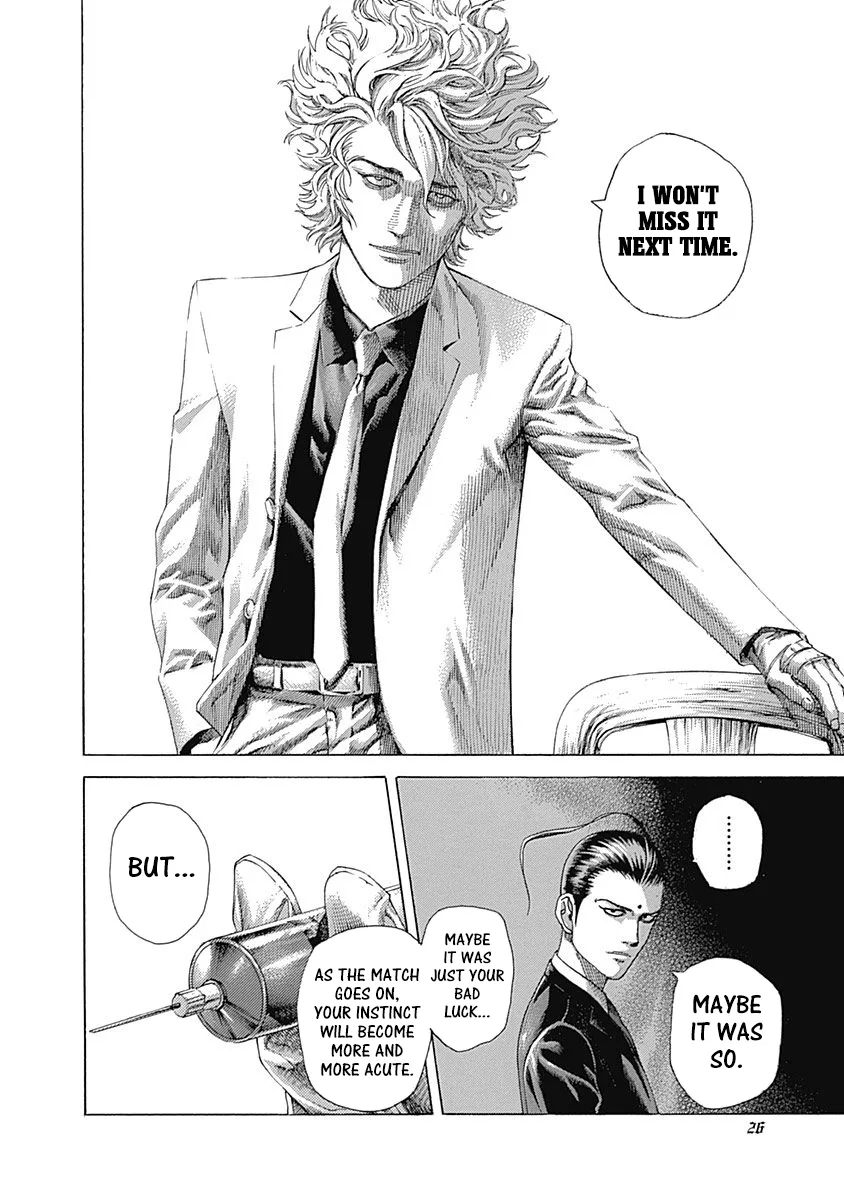 I WON'T
MISS IT
NEXT TIME.
........
MAYBE
IT WAS
SO.
MAYBE
IT WAS
JUST YOUR
BAD
LUCK...
BUT...
AS THE MATCH
GOES ON,
YOUR INSTINCT
WILL BECOME
MORE AND
MORE ACUTE.
26